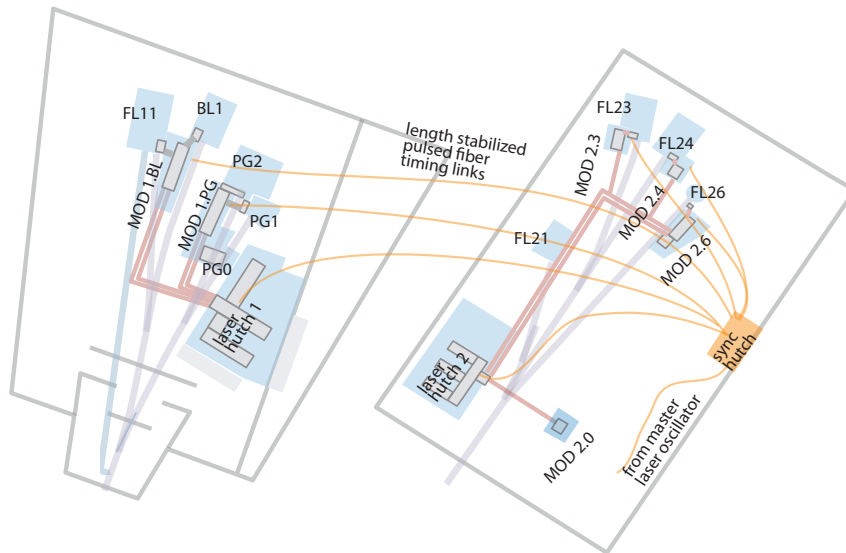 FL11
BL1
MOD 1.BL
PG2
MOD 1.PG
PG1
PG0
laser
hutch 1
length stabilized
pulsed fiber
timing links
FL23
MOD 2.3
FL24
MOD 2.4
FL26
MOD 2.6
FL21
laser
hutch 2
MOD 2.0
sync
hutch
from master
laser oscillator